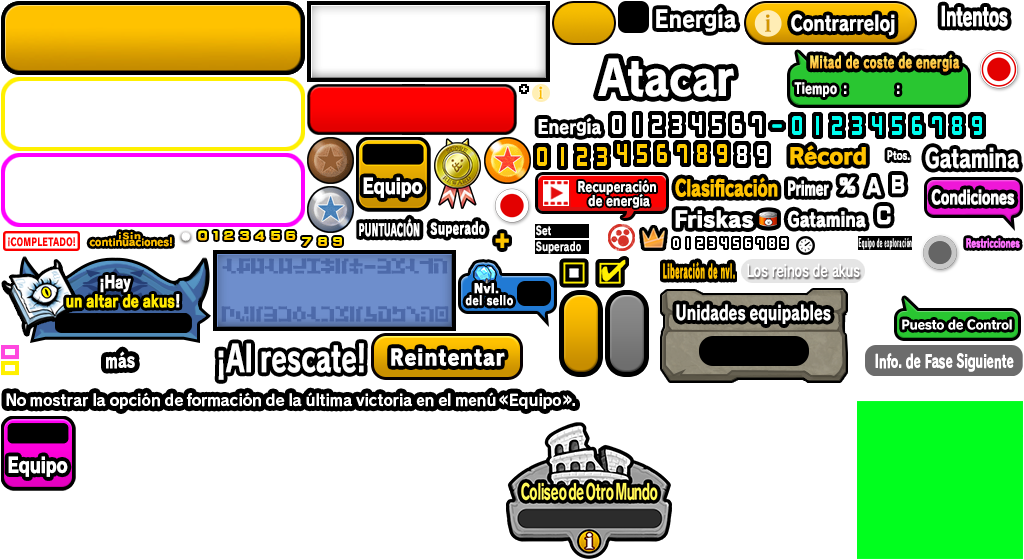 Energía
Contrarreloj
Intentos
Atacar
Mitad de coste de energía
Tiempo :        :
Energía
0123456789
-0123456789
0123456789
89
Récord
Ptos.
Gatamina
Equipo
Recuperación
de energía
Clasificación
Primer
%
A
B
Condiciones
Friskas
Gatamina
C
PUNTUACIÓN
Superado
¡COMPLETADO!
¡Sin
continuaciones!
0123456
789
+
Set
Superado
0123456789
Equipo de exploración
Restricciones
¡Hay
un altar de akus!
Nvl.
del sello
Liberación de nvl.
Los reinos de akus
Unidades equipables
Puesto de Control
más
¡Al rescate!
Reintentar
Info. de Fase Siguiente
No mostrar la opción de formación de la última victoria en el menú «Equipo».
Equipo
Coliseo de Otro Mundo